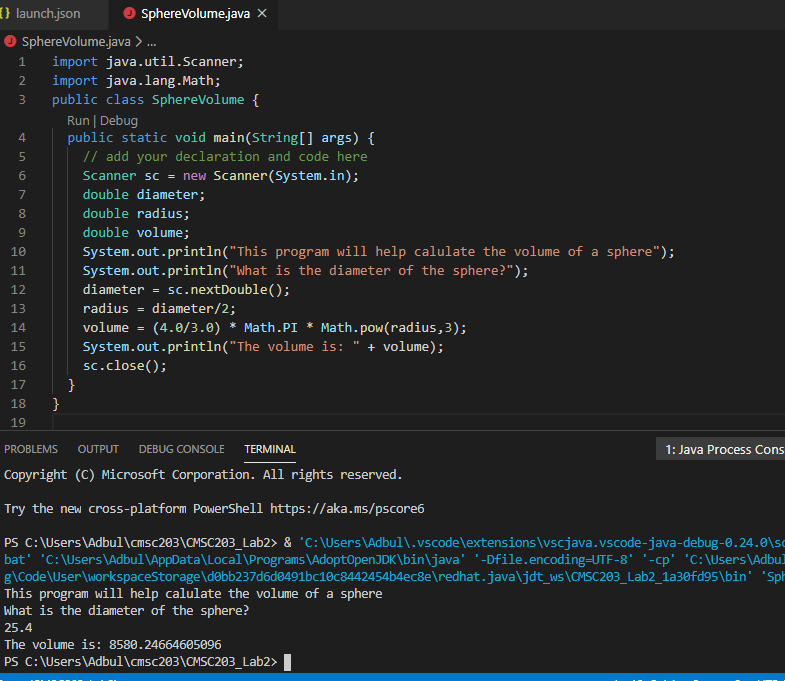 {} launch.json SphereVolume.java ×
SphereVolume.java > ...
1 import java.util.Scanner;
2 import java.lang.Math;
3 public class SphereVolume {
Run | Debug
4 public static void main(String[] args) {
5 // add your declaration and code here
6 Scanner sc = new Scanner(System.in);
7 double diameter;
8 double radius;
9 double volume;
10 System.out.println("This program will help calulate the volume of a sphere");
11 System.out.println("What is the diameter of the sphere?");
12 diameter = sc.nextDouble();
13 radius = diameter/2;
14 volume = (4.0/3.0) * Math.PI * Math.pow(radius,3);
15 System.out.println("The volume is: " + volume);
16 sc.close();
17 }
18 }
19
PROBLEMS OUTPUT DEBUG CONSOLE TERMINAL 1: Java Process Cons
Copyright (C) Microsoft Corporation. All rights reserved.
Try the new cross-platform PowerShell https://aka.ms/pscore6
PS C:\Users\Adbul\cmsc203\CMSC203_Lab2> & 'C:\Users\Adbul\.vscode\extensions\vscjava.vscode-java-debug-0.24.0\sc
bat' 'C:\Users\Adbul\AppData\Local\Programs\AdoptOpenJDK\bin\java' '-Dfile.encoding=UTF-8' '-cp' 'C:\Users\Adbul
g\Code\User\workspaceStorage\d0bb237d6d0491bc10c8442454b4ec8e\redhat.java\jdt_ws\CMSC203_Lab2_1a30fd95\bin' 'Sph
This program will help calulate the volume of a sphere
What is the diameter of the sphere?
25.4
The volume is: 8580.24664605096
PS C:\Users\Adbul\cmsc203\CMSC203_Lab2>